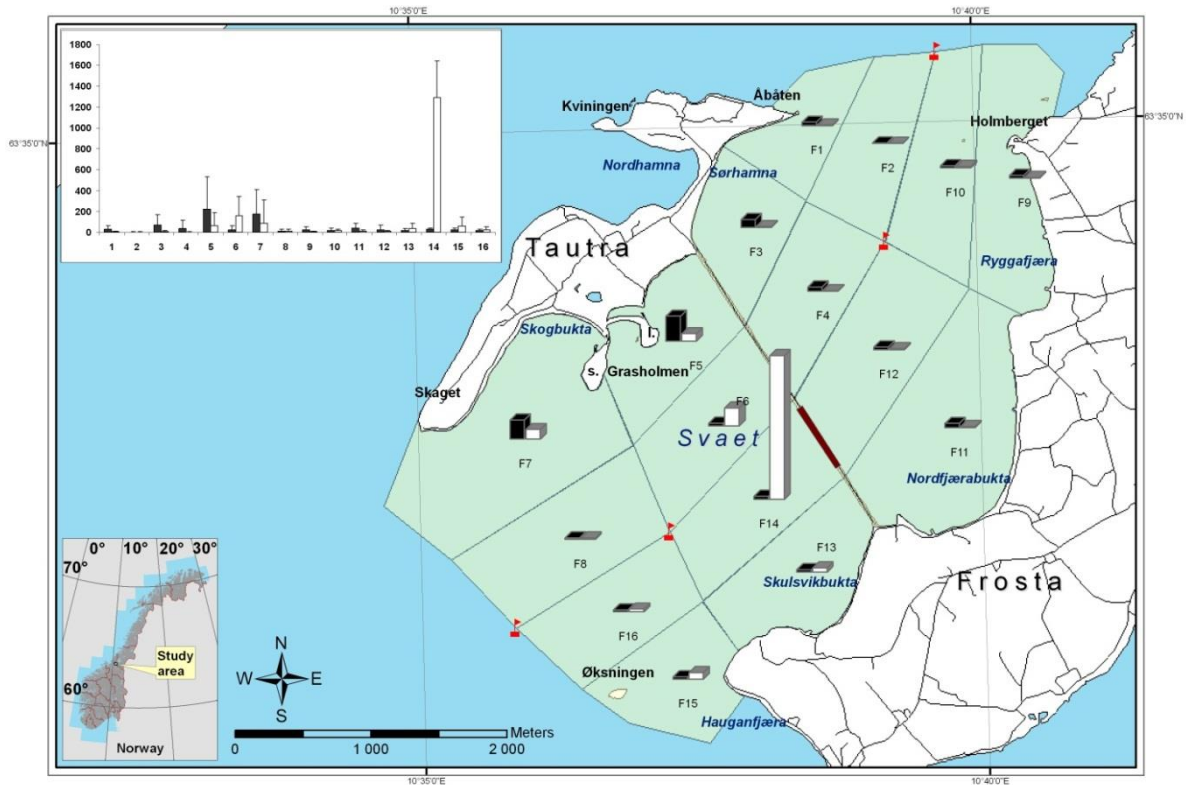 10°35'0"E
10°40'0"E
1800
1600
1400
1200
1000
800
600
400
200
0
1 2 3 4 5 6 7 8 9 10 11 12 13 14 15 16
63°35'0"N
63°35'0"N
Kviningen
Åbåten
Holmberget
F1
F2
F10
F9
Nordhamna
Sørhamna
F3
Ryggafjæra
Tautra
F4
Skogbukta
l.
F5
F12
s.
Grasholmen
Skaget
F6
Svaet
F7
F11
Nordfjærabukta
F14
F8
F13
Skulsvikbukta
Frosta
F16
Øksningen
F15
Hauganfjæra
0° 10° 20° 30°
70°
60°
Study
area
Norway
N
W E
S
Meters
0 1 000 2 000
10°35'0"E
10°40'0"E